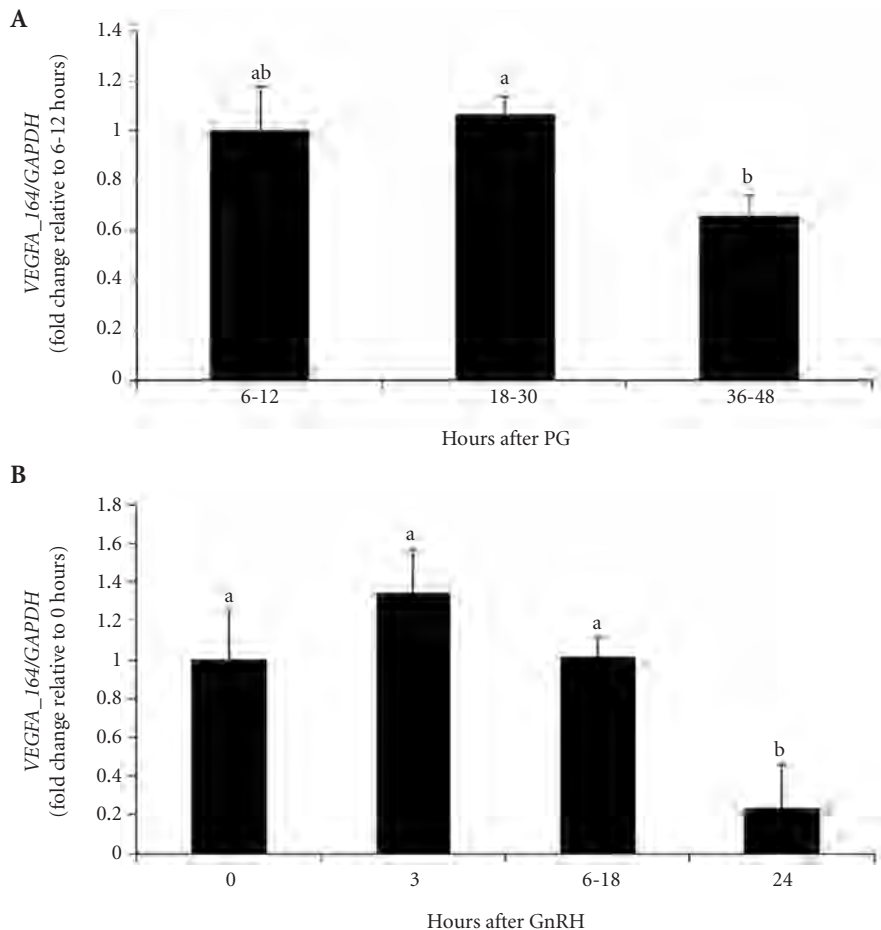 A
VEGFA_164/GAPDH
(fold change relative to 6-12 hours)
1.4
1.2
1
0.8
0.6
0.4
0.2
0
ab
a
b
6-12 18-30 36-48
Hours after PG
B
VEGFA_164/GAPDH
(fold change relative to 0 hours)
1.8
1.6
1.4
1.2
1
0.8
0.6
0.4
0.2
0
a
a
a
b
0 3 6-18 24
Hours after GnRH